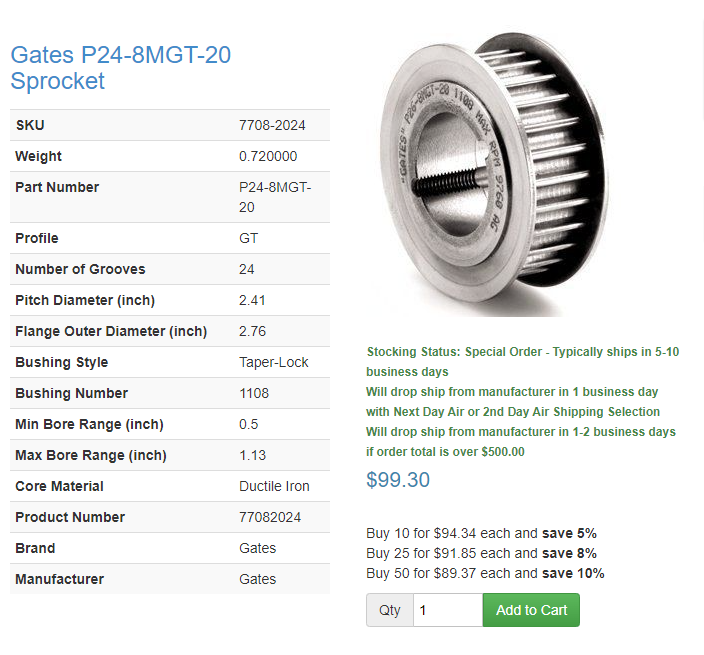 Gates P24-8MGT-20
Sprocket
SKU 7708-2024
Weight 0.720000
Part Number P24-8MGT-
20
Profile GT
Number of Grooves 24
Pitch Diameter (inch) 2.41
Flange Outer Diameter (inch) 2.76
Bushing Style Taper-Lock
Bushing Number 1108
Min Bore Range (inch) 0.5
Max Bore Range (inch) 1.13
Core Material Ductile Iron
Product Number 77082024
Brand Gates
Manufacturer Gates
"GATES" P26-8MGT-20 1108 MAX RPM 9760 AG
Stocking Status: Special Order - Typically ships in 5-10
business days
Will drop ship from manufacturer in 1 business day
with Next Day Air or 2nd Day Air Shipping Selection
Will drop ship from manufacturer in 1-2 business days
if order total is over $500.00
$99.30
Buy 10 for $94.34 each and save 5%
Buy 25 for $91.85 each and save 8%
Buy 50 for $89.37 each and save 10%
Qty 1 Add to Cart